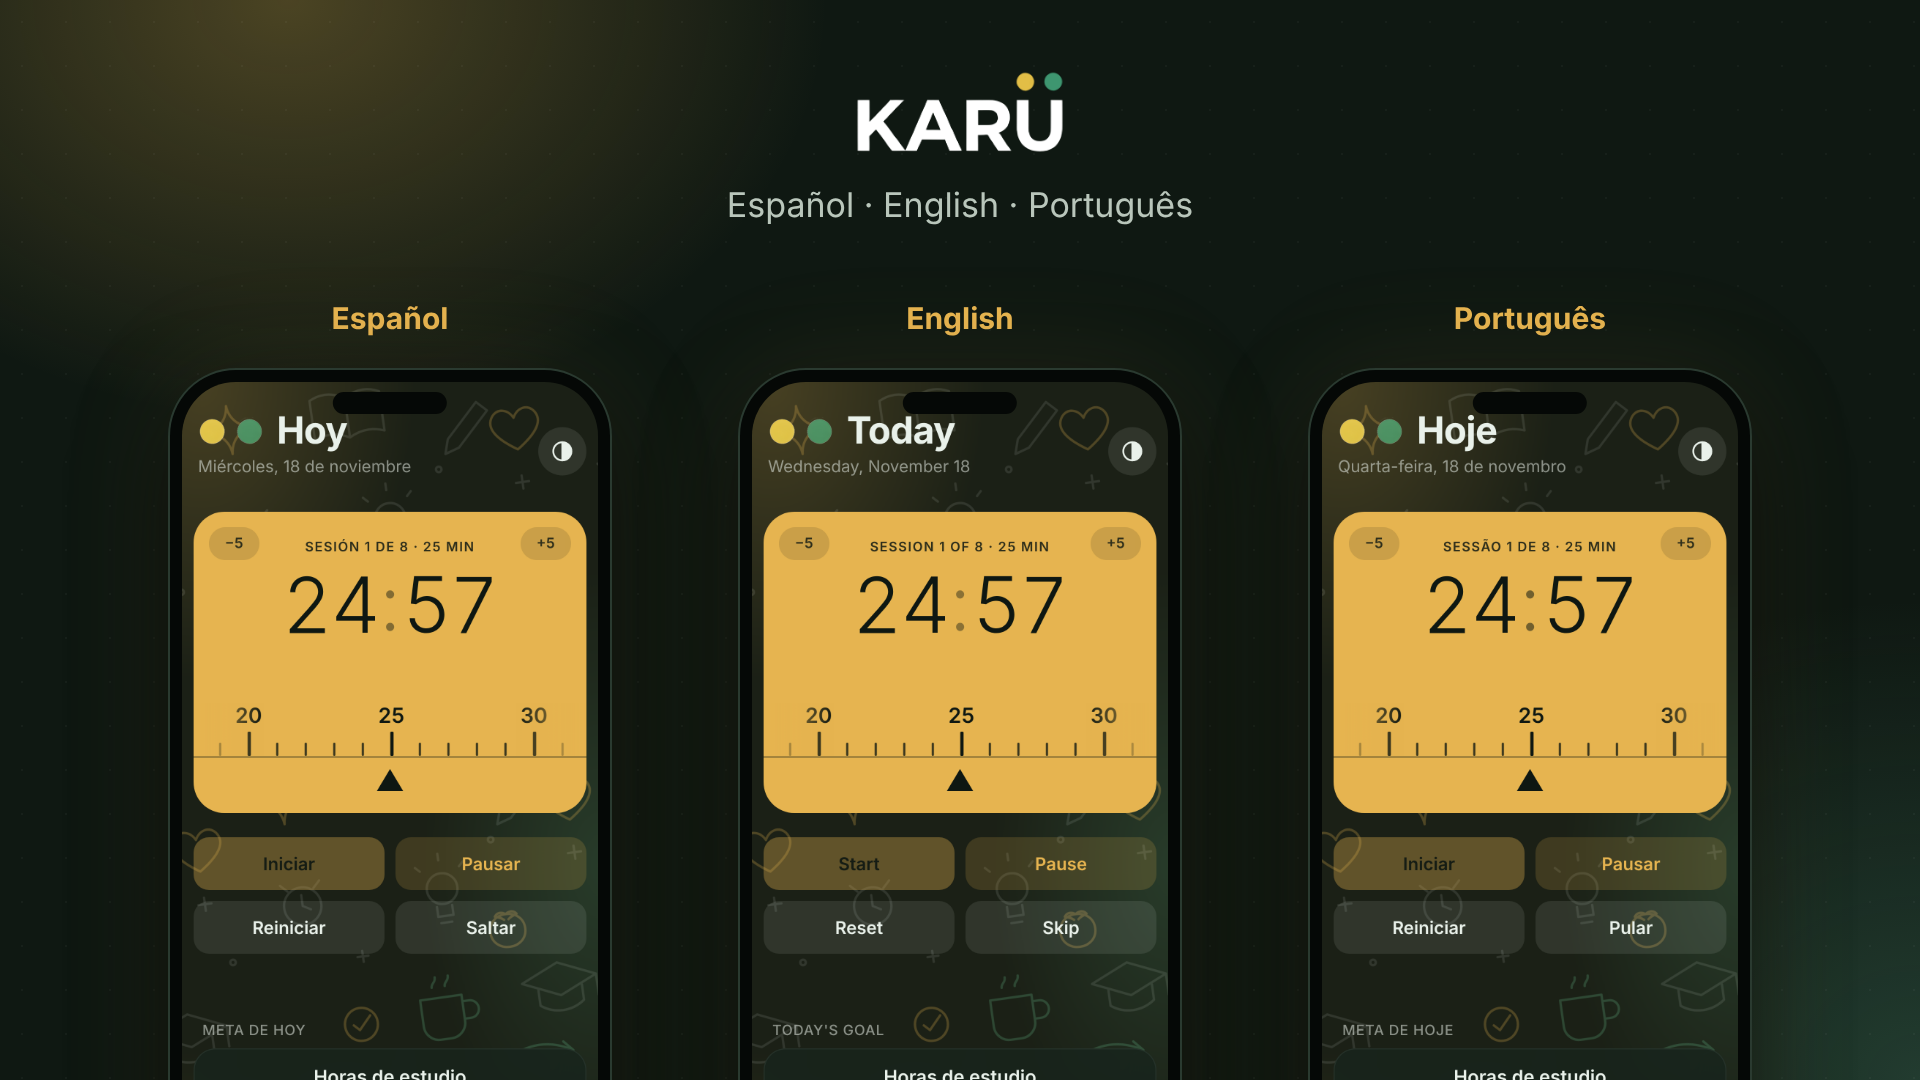 KARÜ
Español · English · Português
Español
Hoy
Miércoles, 18 de noviembre
−5
SESIÓN 1 DE 8 · 25 MIN
+5
24:57
20 25 30
Iniciar
Pausar
Reiniciar
Saltar
META DE HOY
Horas de estudio
English
Today
Wednesday, November 18
−5
SESSION 1 OF 8 · 25 MIN
+5
24:57
20 25 30
Start
Pause
Reset
Skip
TODAY'S GOAL
Horas de estudio
Português
Hoje
Quarta-feira, 18 de novembro
−5
SESSÃO 1 DE 8 · 25 MIN
+5
24:57
20 25 30
Iniciar
Pausar
Reiniciar
Pular
META DE HOJE
Horas de estudio